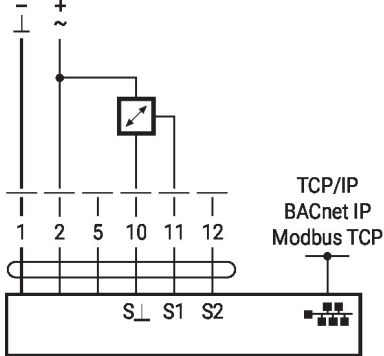 − +
⊥ ~
TCP/IP
BACnet IP
Modbus TCP
1 2 5 10 11 12
S⊥ S1 S2